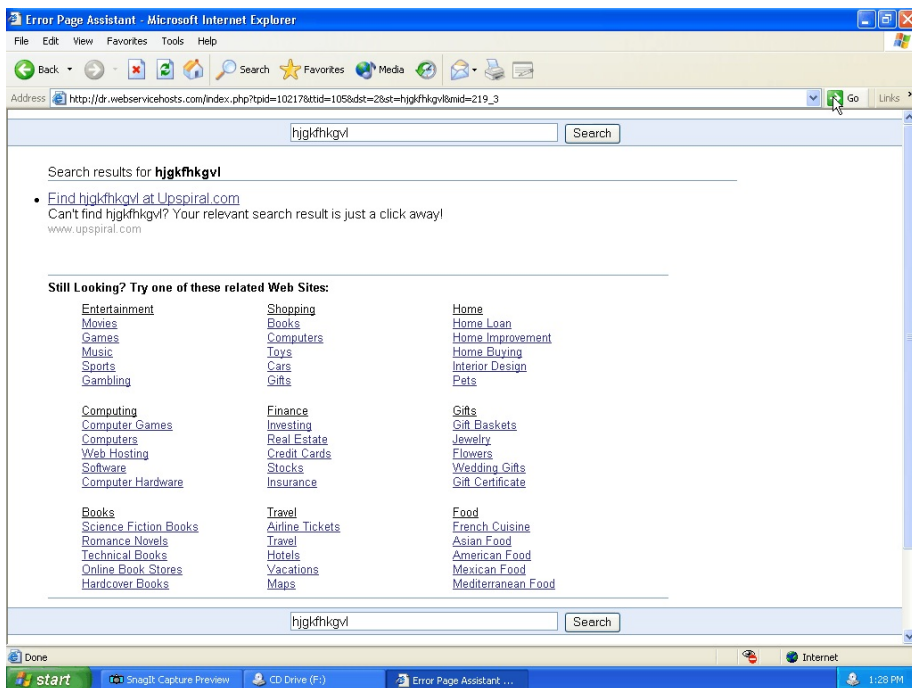 Error Page Assistant - Microsoft Internet Explorer
File Edit View Favorites Tools Help
Back Search Favorites Media
Address http://dr.webservicehosts.com/index.php?tpid=10217&ttid=105&dst=2&st=hjgkfhkgvl&mid=219_3 Go Links
hjgkfhkgvl Search
Search results for hjgkfhkgvl
Find hjgkfhkgvl at Upspiral.com
Can't find hjgkfhkgvl? Your relevant search result is just a click away!
www.upspiral.com
Still Looking? Try one of these related Web Sites:
Entertainment Shopping Home
Movies Books Home Loan
Games Computers Home Improvement
Music Toys Home Buying
Sports Cars Interior Design
Gambling Gifts Pets
Computing Finance Gifts
Computer Games Investing Gift Baskets
Computers Real Estate Jewelry
Web Hosting Credit Cards Flowers
Software Stocks Wedding Gifts
Computer Hardware Insurance Gift Certificate
Books Travel Food
Science Fiction Books Airline Tickets French Cuisine
Romance Novels Travel Asian Food
Technical Books Hotels American Food
Online Book Stores Vacations Mexican Food
Hardcover Books Maps Mediterranean Food
hjgkfhkgvl Search
Done Internet
start SnagIt Capture Preview CD Drive (F:) Error Page Assistant ... 1:28 PM